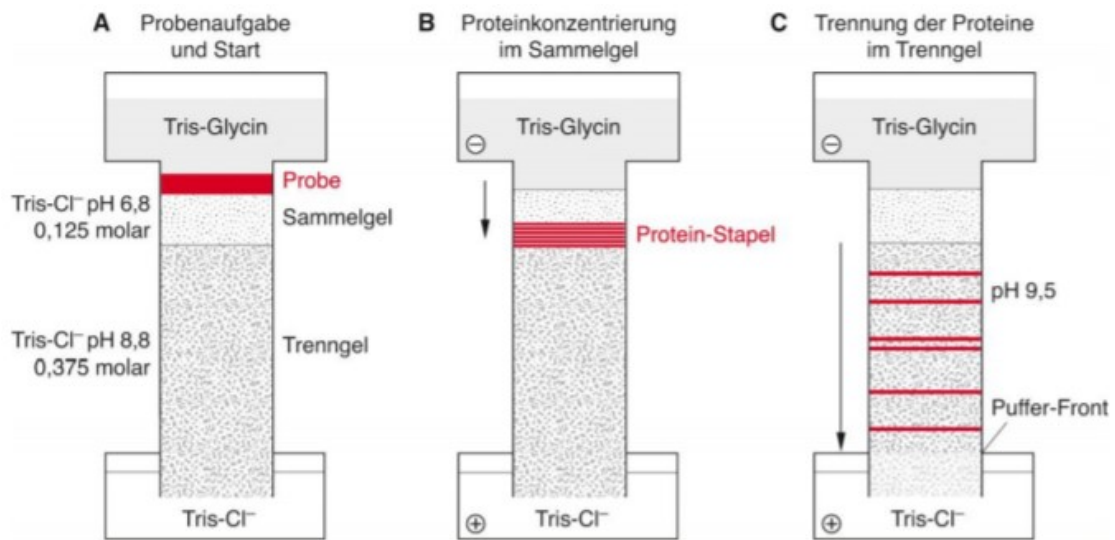 A Probenaufgabe
und Start
Tris-Glycin
Probe
Tris-Cl⁻ pH 6,8
0,125 molar
Sammelgel
Tris-Cl⁻ pH 8,8
0,375 molar
Trenngel
Tris-Cl⁻
B Proteinkonzentrierung
im Sammelgel
Tris-Glycin
⊖
Protein-Stapel
⊕
Tris-Cl⁻
C Trennung der Proteine
im Trenngel
Tris-Glycin
⊖
pH 9,5
Puffer-Front
⊕
Tris-Cl⁻